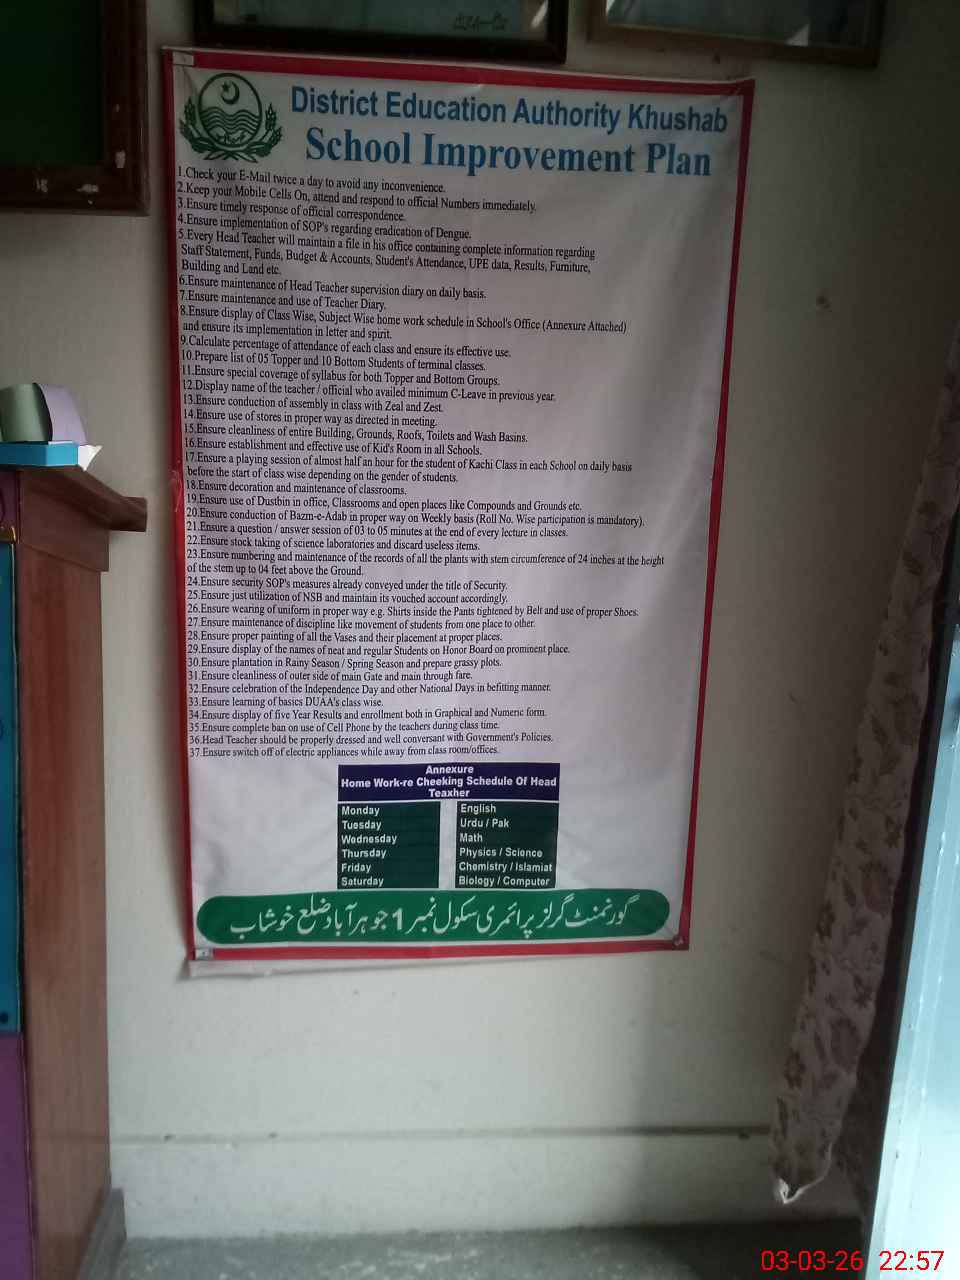 District Education Authority Khushab
School Improvement Plan
1.Check your E-Mail twice a day to avoid any inconvenience.
2.Keep your Mobile Cells On, attend and respond to official Numbers immediately.
3.Ensure timely response of official correspondence.
4.Ensure implementation of SOP's regarding eradication of Dengue.
5.Every Head Teacher will maintain a file in his office containing complete information regarding
Staff Statement, Funds, Budget & Accounts, Student's Attendance, UPE data, Results, Furniture,
Building and Land etc.
6.Ensure maintenance of Head Teacher supervision diary on daily basis.
7.Ensure maintenance and use of Teacher Diary.
8.Ensure display of Class Wise, Subject Wise home work schedule in School's Office (Annexure Attached)
and ensure its implementation in letter and spirit.
9.Calculate percentage of attendance of each class and ensure its effective use.
10.Prepare list of 05 Topper and 10 Bottom Students of terminal classes.
11.Ensure special coverage of syllabus for both Topper and Bottom Groups.
12.Display name of the teacher / official who availed minimum C-Leave in previous year.
13.Ensure conduction of assembly in class with Zeal and Zest.
14.Ensure use of stores in proper way as directed in meeting.
15.Ensure cleanliness of entire Building, Grounds, Roofs, Toilets and Wash Basins.
16.Ensure establishment and effective use of Kid's Room in all Schools.
17.Ensure a playing session of almost half an hour for the student of Kachi Class in each School on daily basis
before the start of class wise depending on the gender of students.
18.Ensure decoration and maintenance of classrooms.
19.Ensure use of Dustbin in office, Classrooms and open places like Compounds and Grounds etc.
20.Ensure conduction of Bazm-e-Adab in proper way on Weekly basis (Roll No. Wise participation is mandatory).
21.Ensure a question / answer session of 03 to 05 minutes at the end of every lecture in classes.
22.Ensure stock taking of science laboratories and discard useless items.
23.Ensure numbering and maintenance of the records of all the plants with stem circumference of 24 inches at the height
of the stem up to 04 feet above the Ground.
24.Ensure security SOP's measures already conveyed under the title of Security.
25.Ensure just utilization of NSB and maintain its vouched account accordingly.
26.Ensure wearing of uniform in proper way e.g. Shirts inside the Pants tightened by Belt and use of proper Shoes.
27.Ensure maintenance of discipline like movement of students from one place to other.
28.Ensure proper painting of all the Vases and their placement at proper places.
29.Ensure display of the names of neat and regular Students on Honor Board on prominent place.
30.Ensure plantation in Rainy Season / Spring Season and prepare grassy plots.
31.Ensure cleanliness of outer side of main Gate and main through fare.
32.Ensure celebration of the Independence Day and other National Days in befitting manner.
33.Ensure learning of basics DUAA's class wise.
34.Ensure display of five Year Results and enrollment both in Graphical and Numeric form.
35.Ensure complete ban on use of Cell Phone by the teachers during class time.
36.Head Teacher should be properly dressed and well conversant with Government's Policies.
37.Ensure switch off of electric appliances while away from class room/offices.
Annexure
Home Work-re Cheeking Schedule Of Head
Teaxher
Monday English
Tuesday Urdu / Pak
Wednesday Math
Thursday Physics / Science
Friday Chemistry / Islamiat
Saturday Biology / Computer
گورنمنٹ گرلز پرائمری سکول نمبر 1 جوہرآباد ضلع خوشاب
03-03-26 22:57